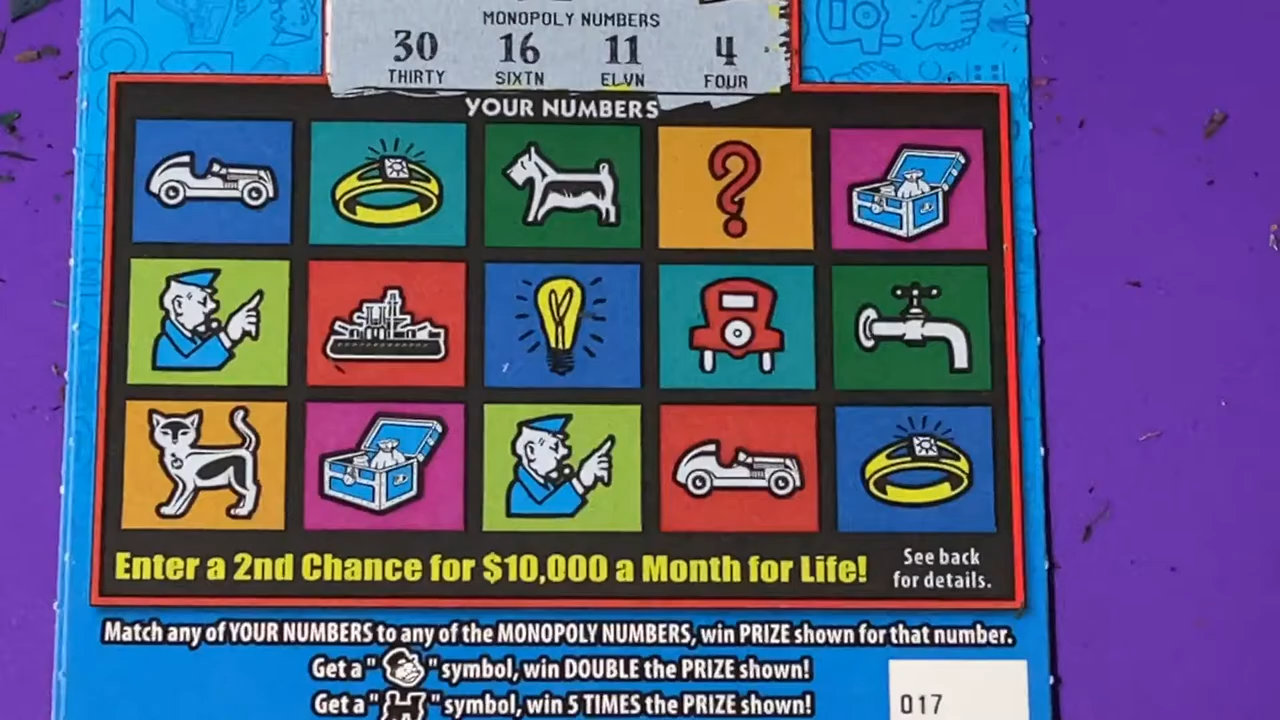 MONOPOLY NUMBERS
30 16 11 4
THIRTY SIXTN ELVN FOUR
YOUR NUMBERS
?
Enter a 2nd Chance for $10,000 a Month for Life!
See back
for details.
Match any of YOUR NUMBERS to any of the MONOPOLY NUMBERS, win PRIZE shown for that number.
Get a " " symbol, win DOUBLE the PRIZE shown!
Get a " " symbol, win 5 TIMES the PRIZE shown!
017